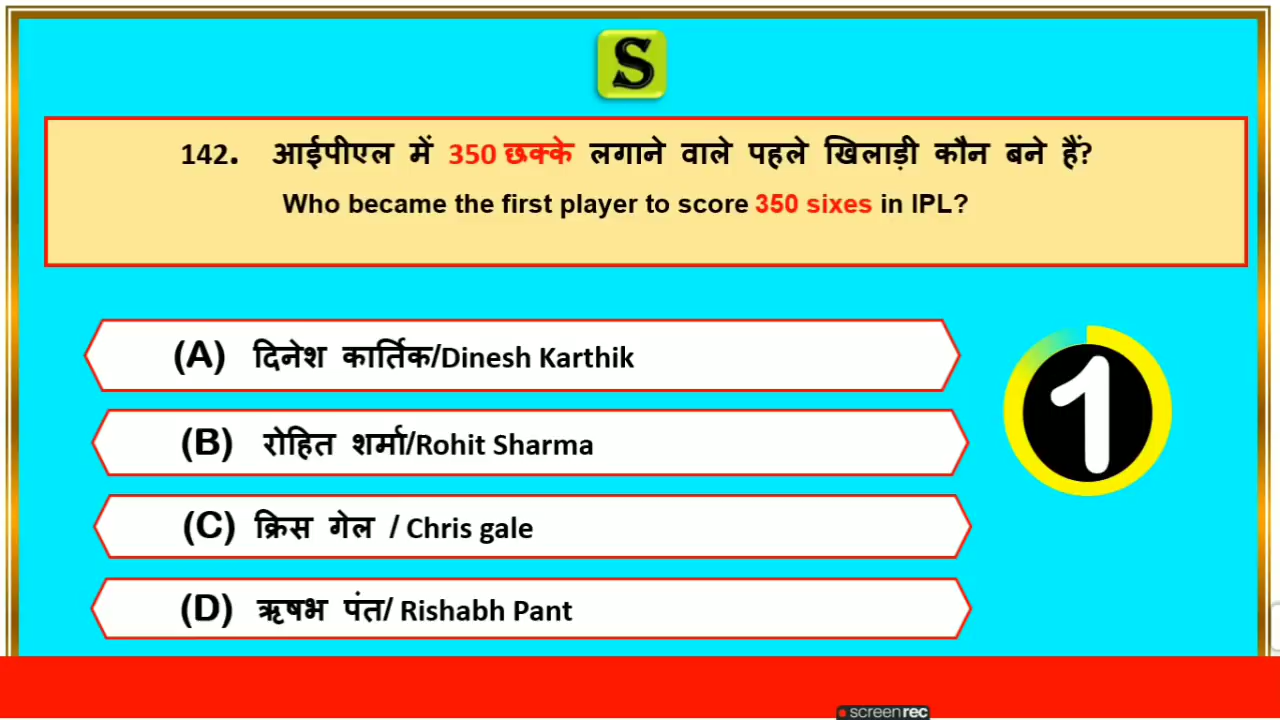 S
142. आईपीएल में 350 छक्के लगाने वाले पहले खिलाड़ी कौन बने हैं?
Who became the first player to score 350 sixes in IPL?
(A) दिनेश कार्तिक/Dinesh Karthik
(B) रोहित शर्मा/Rohit Sharma
(C) क्रिस गेल / Chris gale
(D) ऋषभ पंत/ Rishabh Pant
1
screenrec